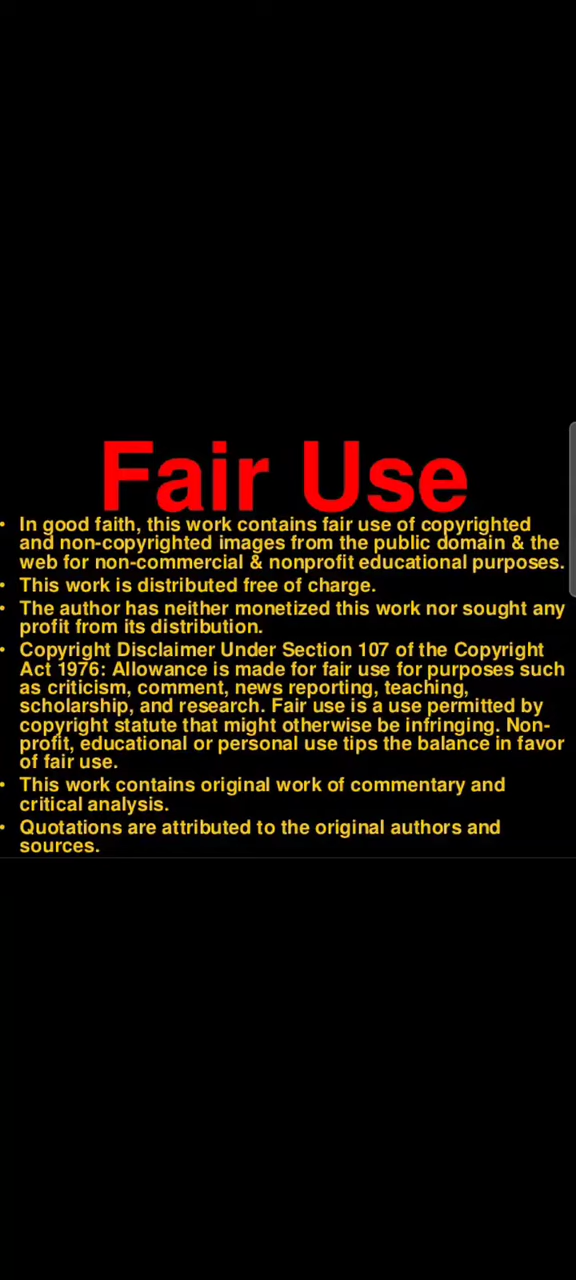 Fair Use
• In good faith, this work contains fair use of copyrighted
and non-copyrighted images from the public domain & the
web for non-commercial & nonprofit educational purposes.
• This work is distributed free of charge.
• The author has neither monetized this work nor sought any
profit from its distribution.
• Copyright Disclaimer Under Section 107 of the Copyright
Act 1976: Allowance is made for fair use for purposes such
as criticism, comment, news reporting, teaching,
scholarship, and research. Fair use is a use permitted by
copyright statute that might otherwise be infringing. Non-
profit, educational or personal use tips the balance in favor
of fair use.
• This work contains original work of commentary and
critical analysis.
• Quotations are attributed to the original authors and
sources.